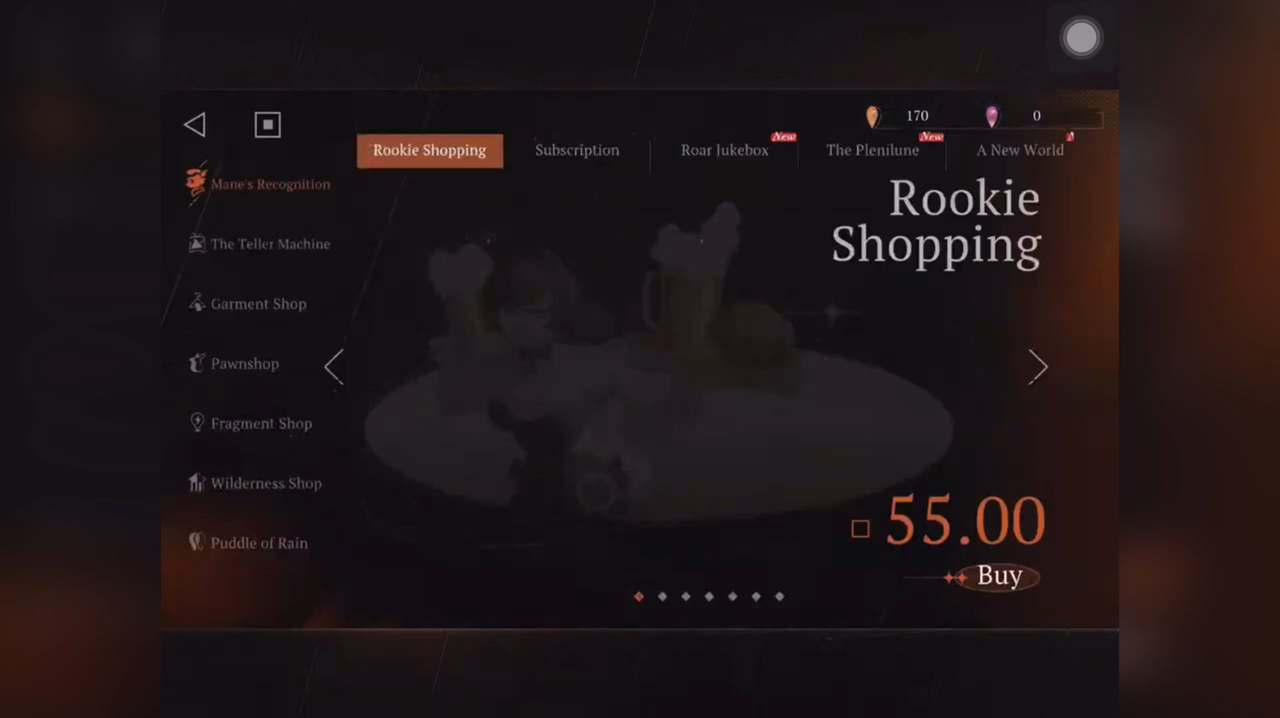 170
0
Rookie Shopping
Subscription
Roar Jukebox
New
The Plenilune
New
A New World
Mane's Recognition
The Teller Machine
Garment Shop
Pawnshop
Fragment Shop
Wilderness Shop
Puddle of Rain
Rookie
Shopping
55.00
Buy